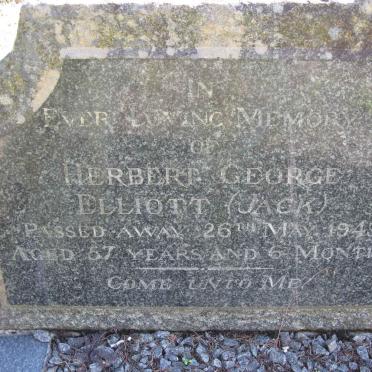 IN
EVER LOVING MEMORY
OF
HERBERT GEORGE
ELLIOTT (JACK)
PASSED AWAY 26TH MAY 194
AGED 57 YEARS AND 6 MONTH
COME UNTO ME